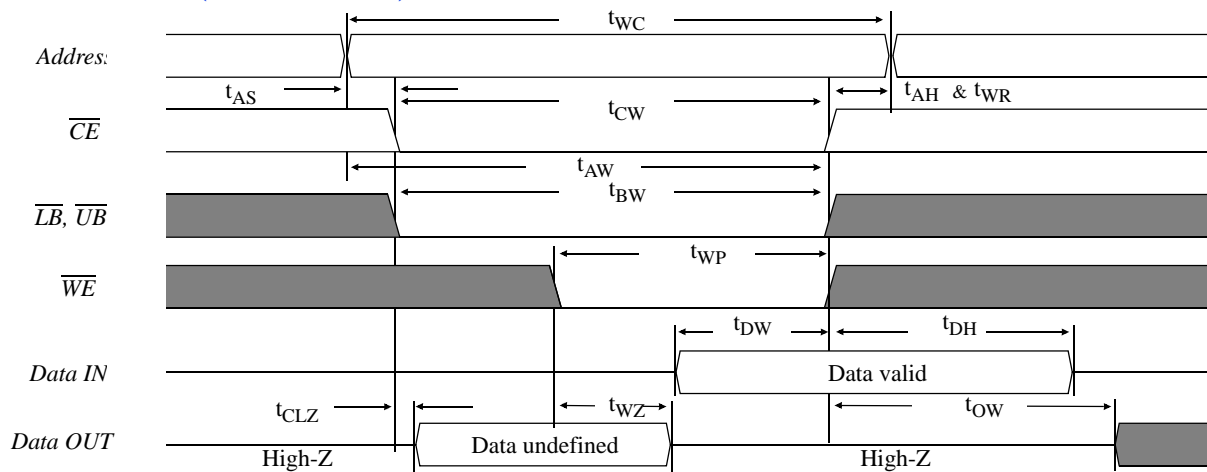 tWC
Address
tAS
tCW
tAH & tWR
CE
tAW
tBW
LB, UB
tWP
WE
tDW
tDH
Data IN
Data valid
tCLZ
tWZ
tOW
Data OUT
High-Z
Data undefined
High-Z